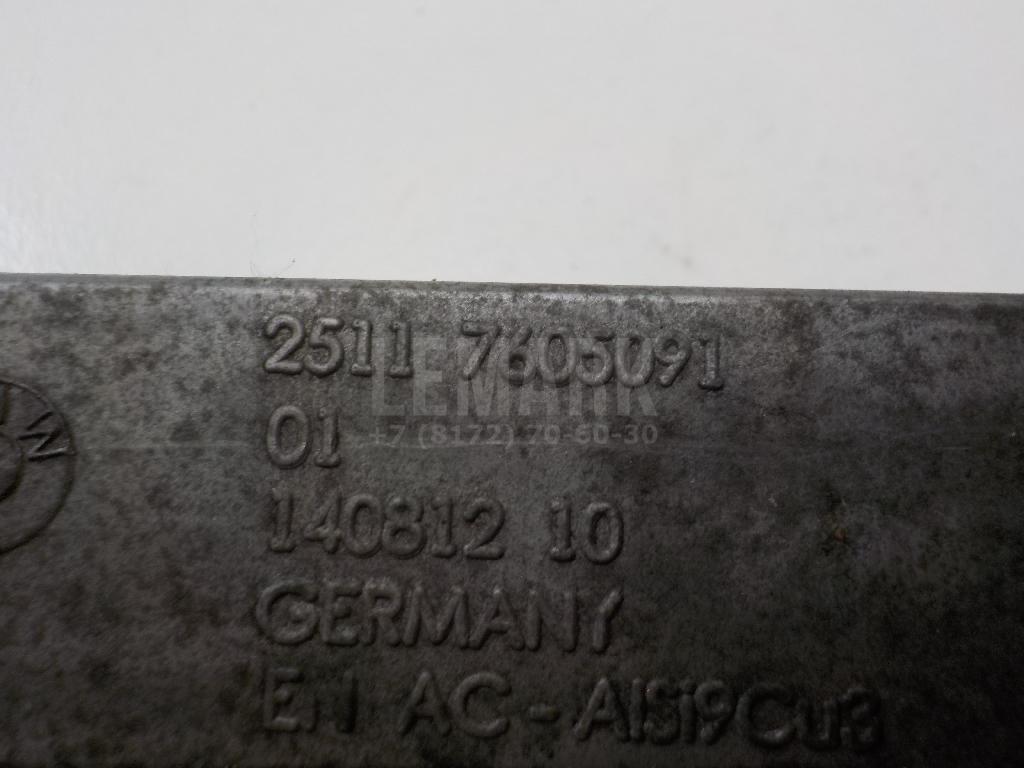 2511 7605091
LEMARK
01
+7 (8172) 70-60-30
M
140812 10
GERMANY
EN AC-AlSi9Cu3